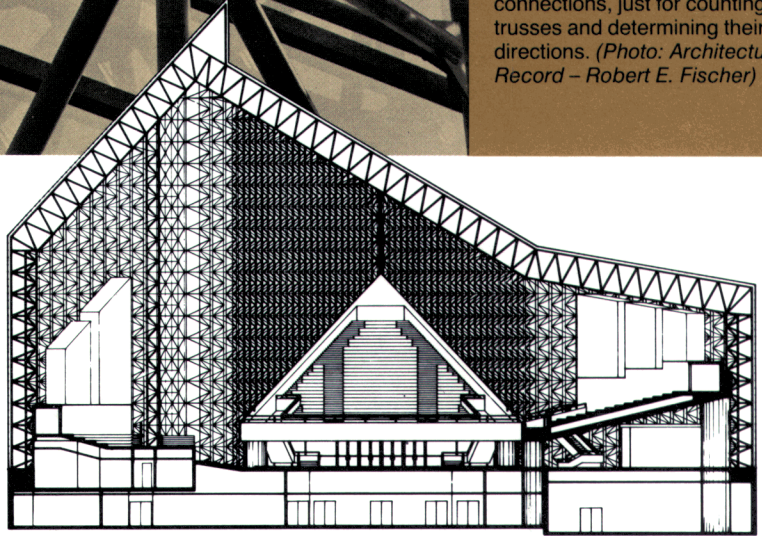 connections, just for counting
trusses and determining their
directions. (Photo: Architectu
Record – Robert E. Fischer)